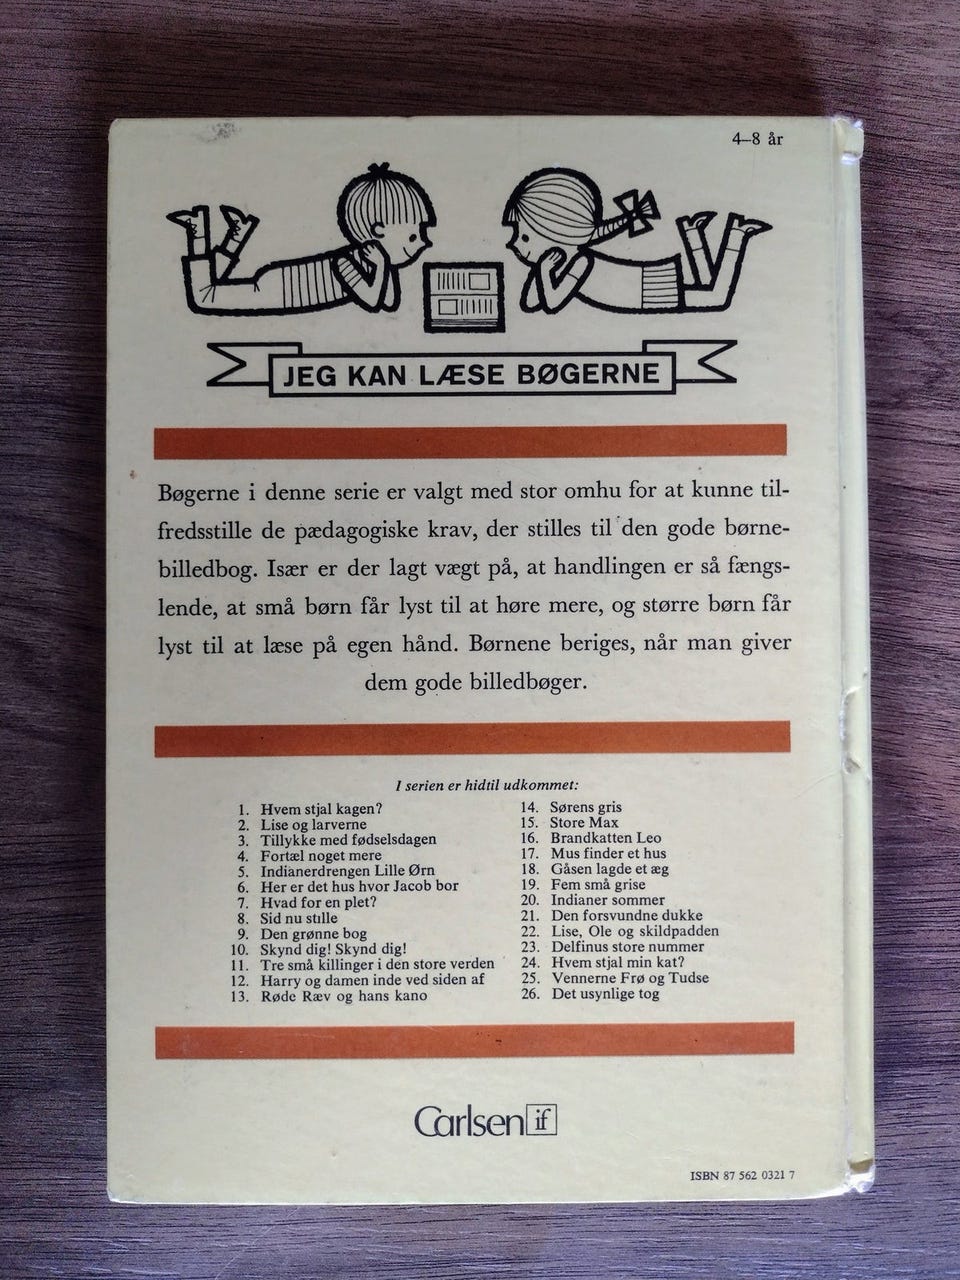 4–8 år
JEG KAN LÆSE BØGERNE
Bøgerne i denne serie er valgt med stor omhu for at kunne til-
fredsstille de pædagogiske krav, der stilles til den gode børne-
billedbog. Især er der lagt vægt på, at handlingen er så fængs-
lende, at små børn får lyst til at høre mere, og større børn får
lyst til at læse på egen hånd. Børnene beriges, når man giver
dem gode billedbøger.
I serien er hidtil udkommet:
1. Hvem stjal kagen?
2. Lise og larverne
3. Tillykke med fødselsdagen
4. Fortæl noget mere
5. Indianerdrengen Lille Ørn
6. Her er det hus hvor Jacob bor
7. Hvad for en plet?
8. Sid nu stille
9. Den grønne bog
10. Skynd dig! Skynd dig!
11. Tre små killinger i den store verden
12. Harry og damen inde ved siden af
13. Røde Ræv og hans kano
14. Sørens gris
15. Store Max
16. Brandkatten Leo
17. Mus finder et hus
18. Gåsen lagde et æg
19. Fem små grise
20. Indianer sommer
21. Den forsvundne dukke
22. Lise, Ole og skildpadden
23. Delfinus store nummer
24. Hvem stjal min kat?
25. Vennerne Frø og Tudse
26. Det usynlige tog
Carlsen if
ISBN 87 562 0321 7